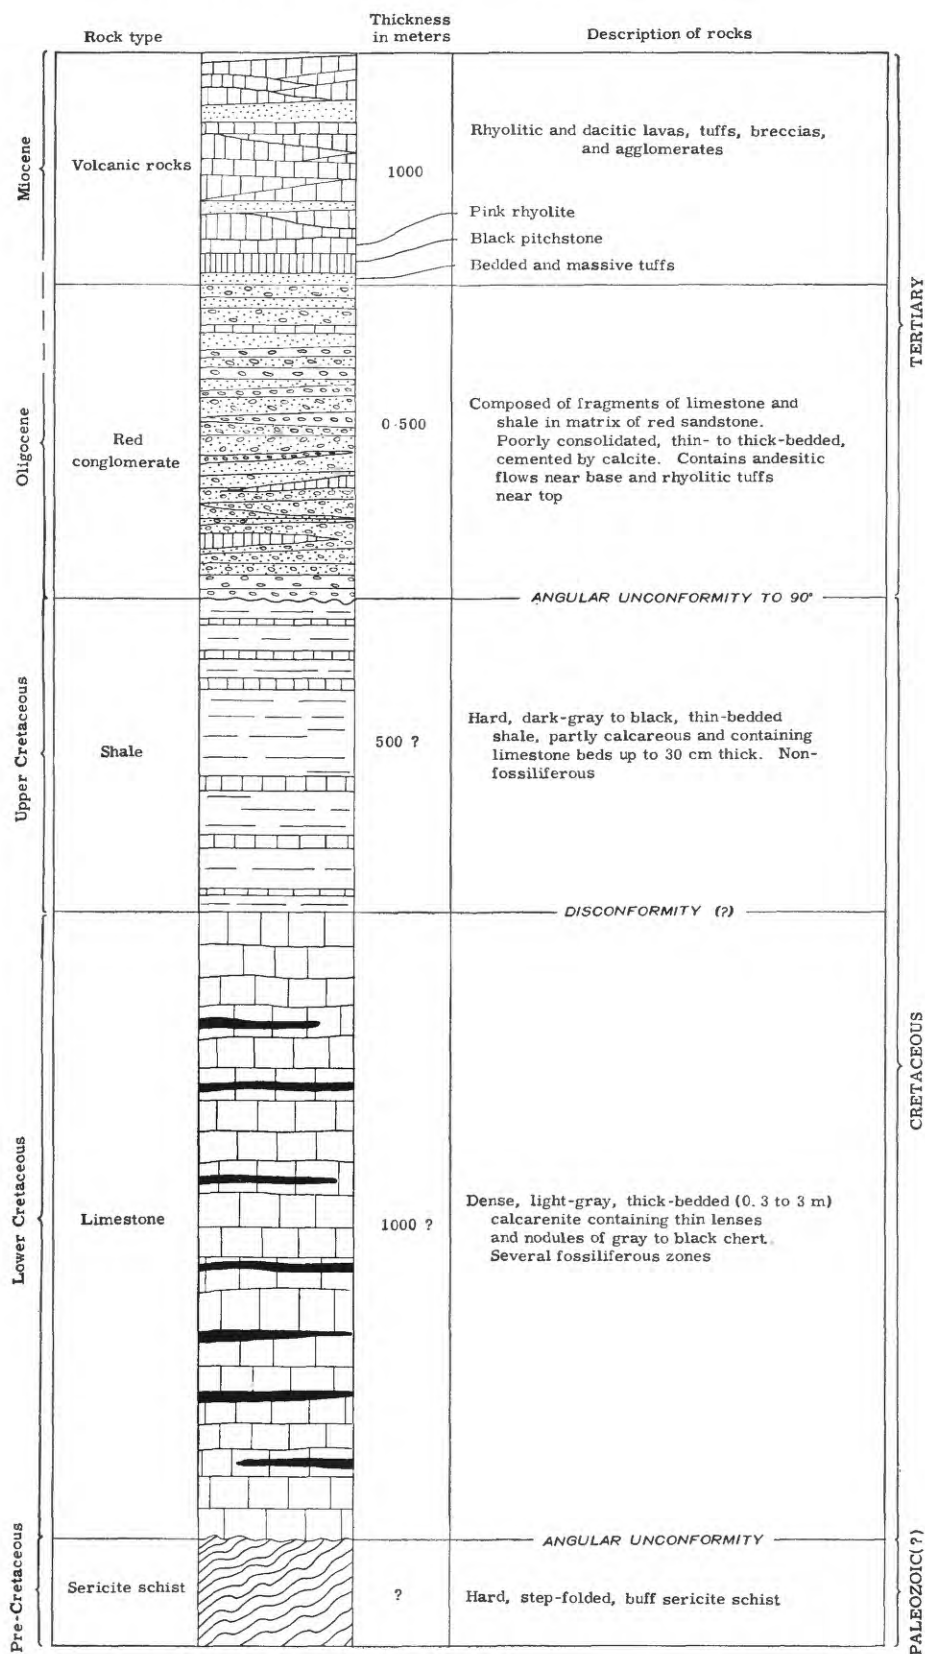 Rock type
Thickness
in meters
Description of rocks
Miocene
Volcanic rocks
1000
Rhyolitic and dacitic lavas, tuffs, breccias,
and agglomerates
Pink rhyolite
Black pitchstone
Bedded and massive tuffs
TERTIARY
Oligocene
Red
conglomerate
0-500
Composed of fragments of limestone and
shale in matrix of red sandstone.
Poorly consolidated, thin- to thick-bedded,
cemented by calcite. Contains andesitic
flows near base and rhyolitic tuffs
near top
ANGULAR UNCONFORMITY TO 90°
Upper Cretaceous
Shale
500 ?
Hard, dark-gray to black, thin-bedded
shale, partly calcareous and containing
limestone beds up to 30 cm thick. Non-
fossiliferous
DISCONFORMITY (?)
CRETACEOUS
Lower Cretaceous
Limestone
1000 ?
Dense, light-gray, thick-bedded (0.3 to 3 m)
calcarenite containing thin lenses
and nodules of gray to black chert.
Several fossiliferous zones
ANGULAR UNCONFORMITY
Pre-Cretaceous
Sericite schist
?
Hard, step-folded, buff sericite schist
PALEOZOIC(?)